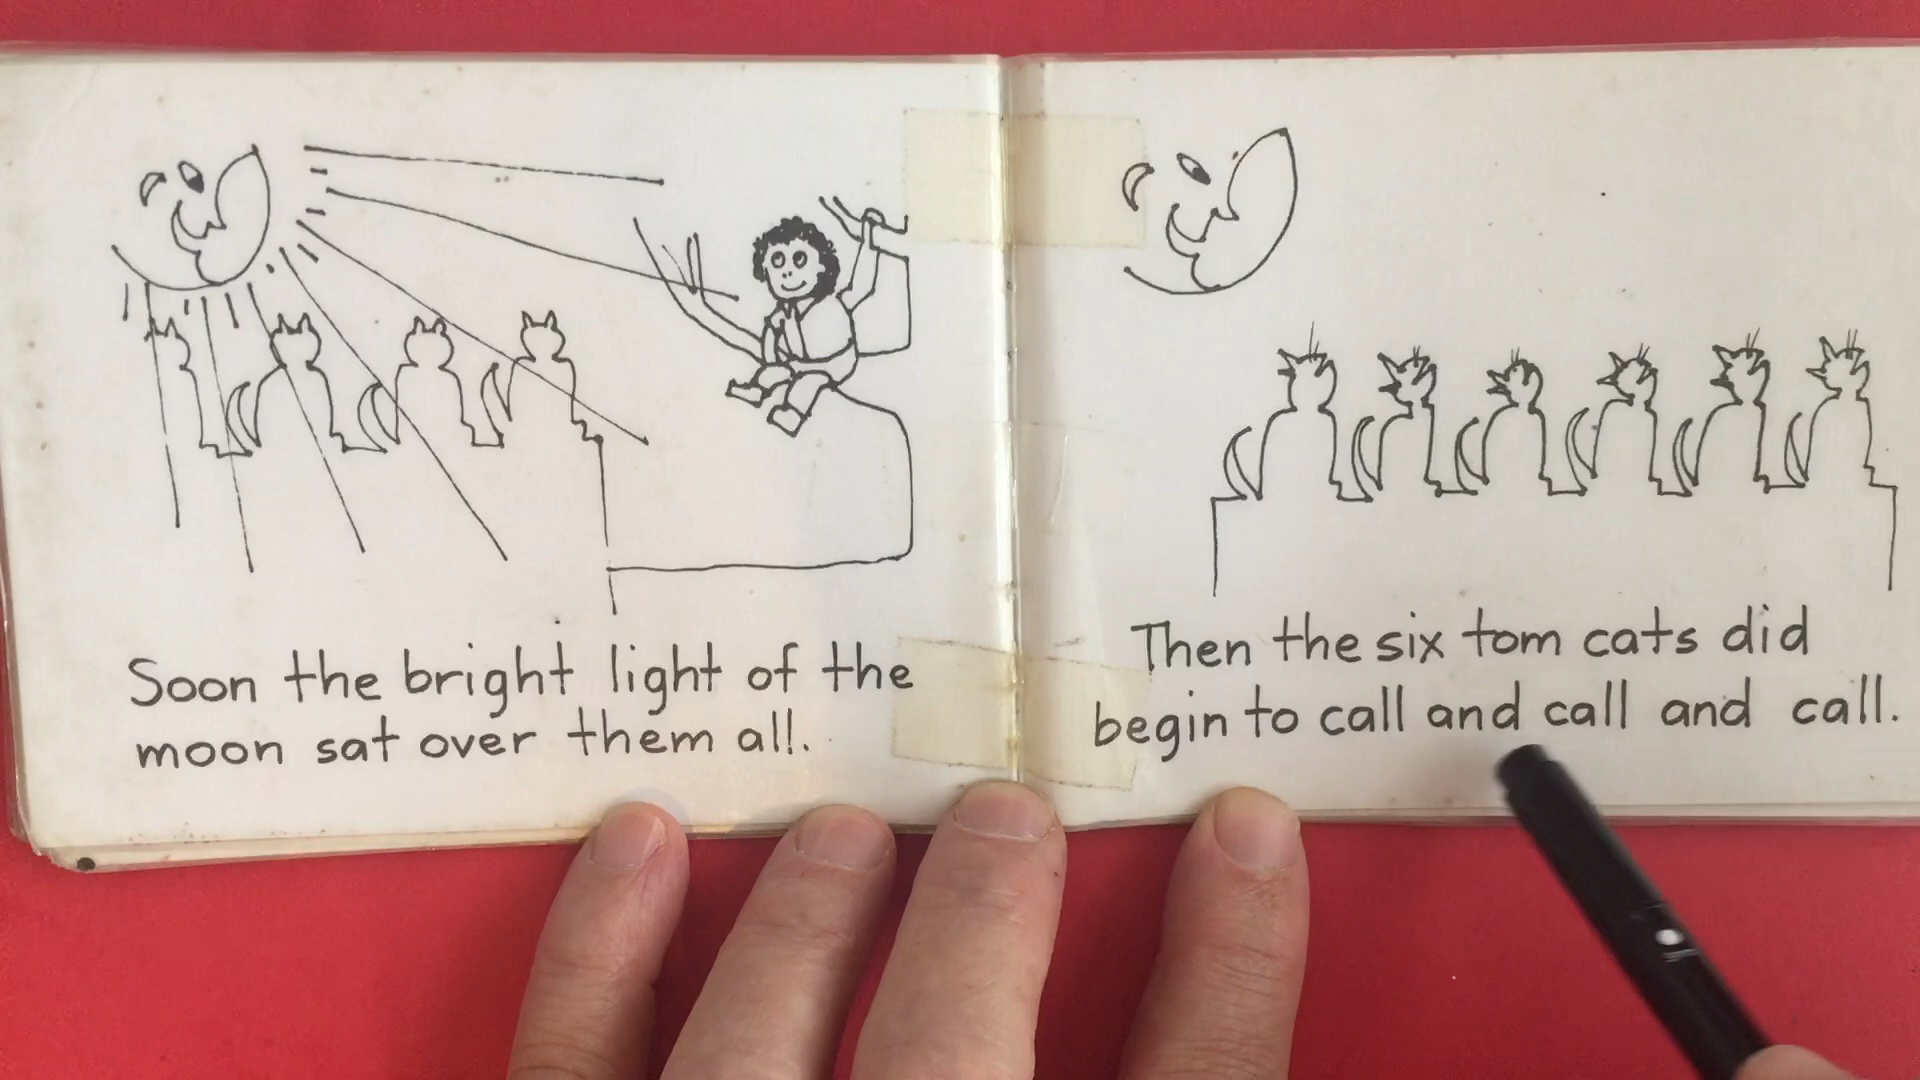 Soon the bright light of the
moon sat over them all.
Then the six tom cats did
begin to call and call and call.